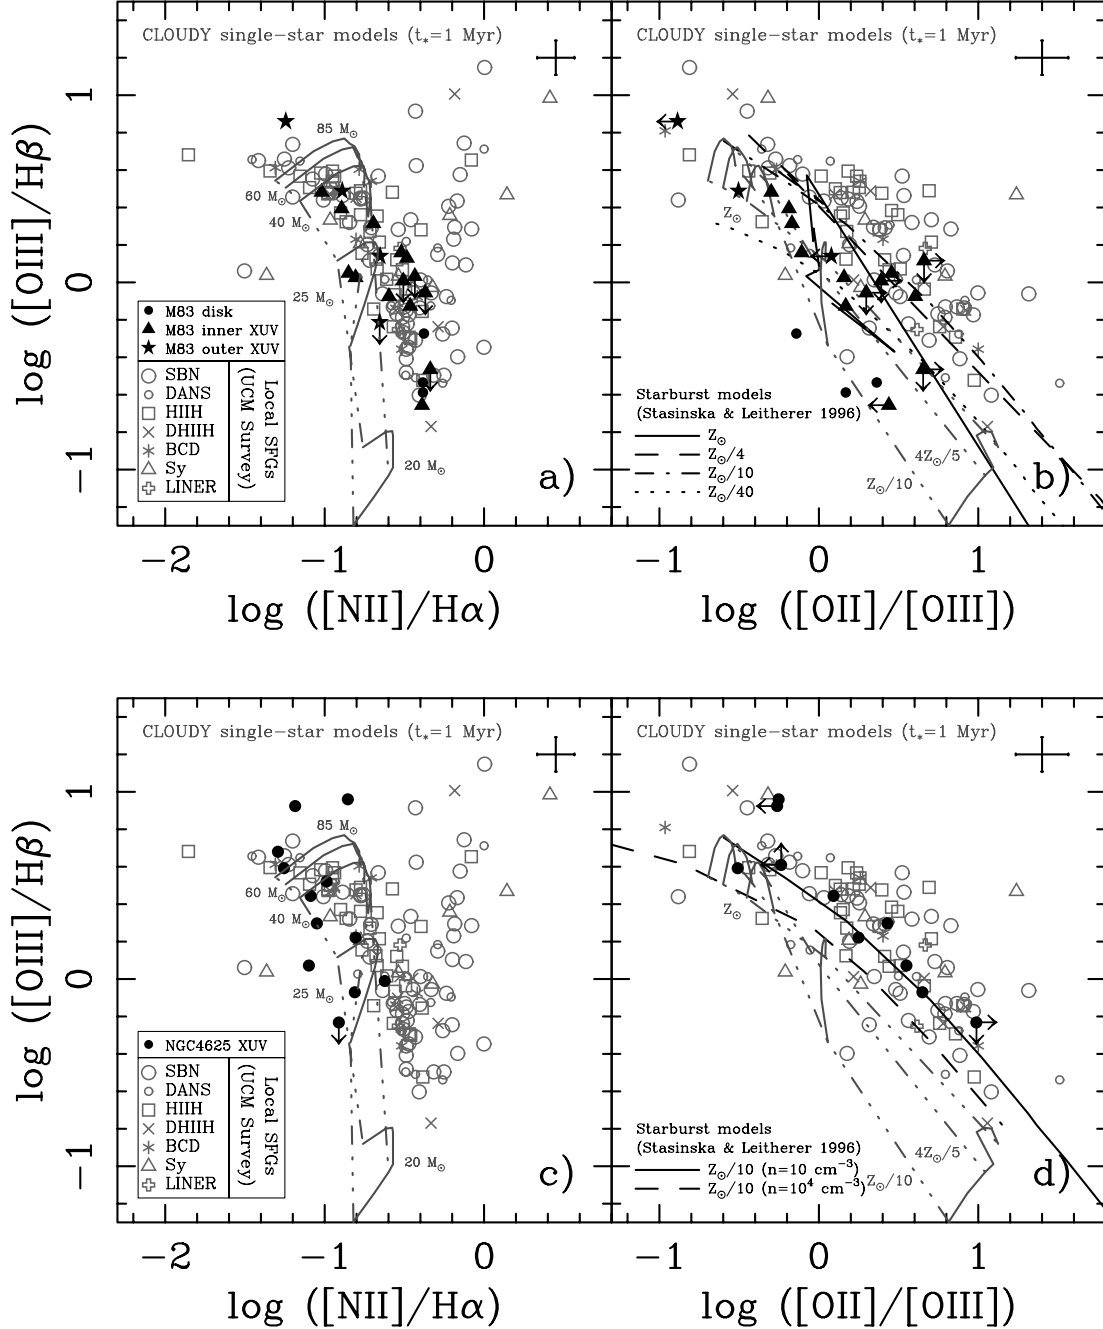 CLOUDY single-star models (t*=1 Myr)
CLOUDY single-star models (t*=1 Myr)
log ([OIII]/Hβ)
1
0
−1
85 M⊙
60 M⊙
40 M⊙
25 M⊙
20 M⊙
M83 disk
M83 inner XUV
M83 outer XUV
SBN
DANS
HIIH
DHIIH
BCD
Sy
LINER
Local SFGs
(UCM Survey)
a)
Z⊙
Starburst models
(Stasinska & Leitherer 1996)
Z⊙
Z⊙/4
Z⊙/10
Z⊙/40
4Z⊙/5
Z⊙/10
b)
−2 −1 0
−1 0 1
log ([NII]/Hα)
log ([OII]/[OIII])
CLOUDY single-star models (t*=1 Myr)
CLOUDY single-star models (t*=1 Myr)
log ([OIII]/Hβ)
1
0
−1
85 M⊙
60 M⊙
40 M⊙
25 M⊙
20 M⊙
NGC4625 XUV
SBN
DANS
HIIH
DHIIH
BCD
Sy
LINER
Local SFGs
(UCM Survey)
c)
Z⊙
Starburst models
(Stasinska & Leitherer 1996)
Z⊙/10 (n=10 cm⁻³)
Z⊙/10 (n=10⁴ cm⁻³)
4Z⊙/5
Z⊙/10
d)
−2 −1 0
−1 0 1
log ([NII]/Hα)
log ([OII]/[OIII])